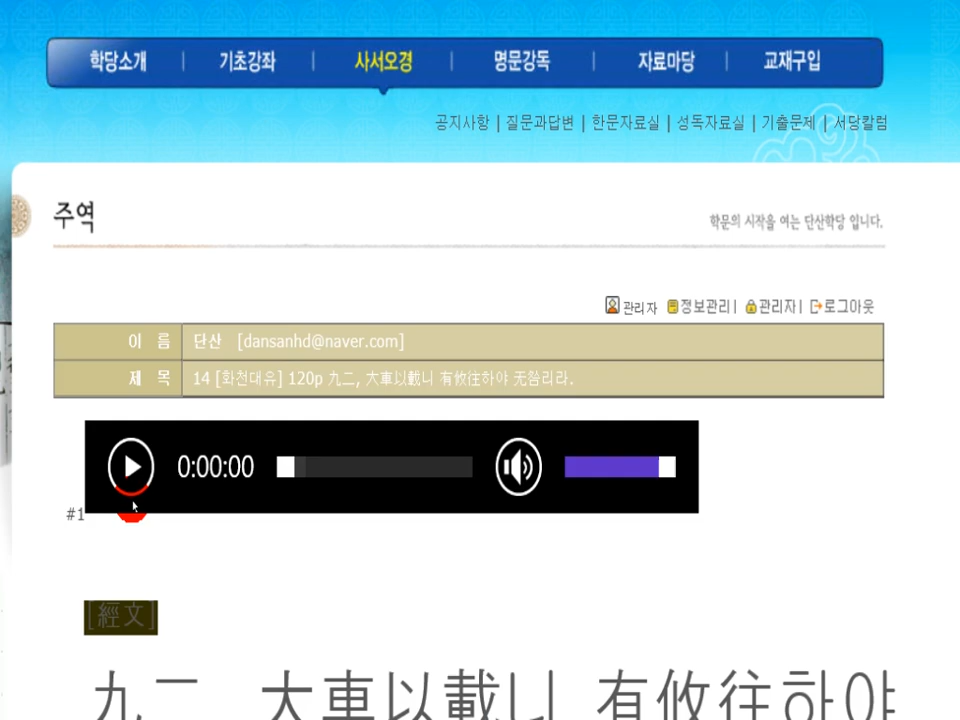 학당소개 | 기초강좌 | 사서오경 | 명문강독 | 자료마당 | 교재구입
공지사항 | 질문과답변 | 한문자료실 | 성독자료실 | 기출문제 | 서당칼럼
주역
학문의 시작을 여는 단산학당 입니다.
관리자 정보관리| 관리자| 로그아웃
이 름 단산 [dansanhd@naver.com]
제 목 14 [화천대유] 120p 九二, 大車以載니 有攸往하야 无咎리라.
0:00:00
#1
[經文]
九二, 大車以載니 有攸往하야